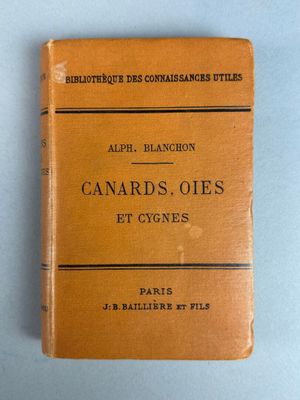 BIBLIOTHÈQUE DES CONNAISSANCES UTILES
ALPH. BLANCHON
CANARDS, OIES
ET CYGNES
PARIS
J.-B. BAILLIÈRE ET FILS